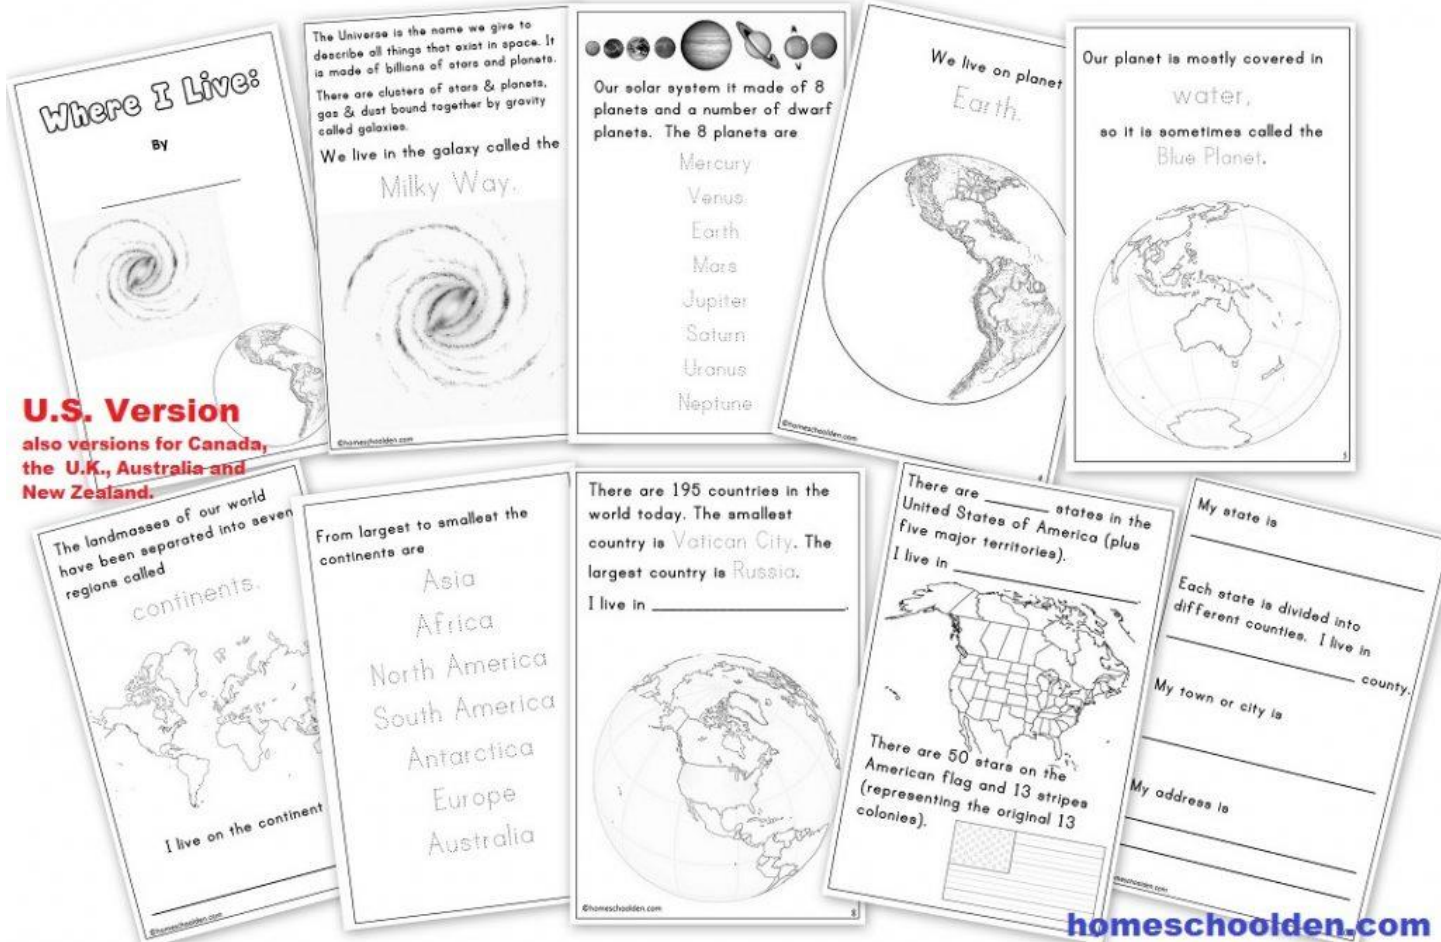 Where I Live:
By
U.S. Version
also versions for Canada,
the U.K., Australia and
New Zealand.
The Universe is the name we give to
describe all things that exist in space. It
is made of billions of stars and planets.
There are clusters of stars & planets,
gas & dust bound together by gravity
called galaxies.
We live in the galaxy called the
Milky Way.
©homeschoolden.com
Our solar system it made of 8
planets and a number of dwarf
planets. The 8 planets are
Mercury
Venus
Earth
Mars
Jupiter
Saturn
Uranus
Neptune
We live on planet
Earth.
©homeschoolden.com
Our planet is mostly covered in
water,
so it is sometimes called the
Blue Planet.
5
The landmasses of our world
have been separated into seven
regions called
continents.
I live on the continent
©homeschoolden.com
From largest to smallest the
continents are
Asia
Africa
North America
South America
Antarctica
Europe
Australia
There are 195 countries in the
world today. The smallest
country is Vatican City. The
largest country is Russia.
I live in .
©homeschoolden.com
8
There are states in the
United States of America (plus
five major territories).
I live in .
There are 50 stars on the
American flag and 13 stripes
(representing the original 13
colonies).
My state is
Each state is divided into
different counties. I live in
county.
My town or city is
My address is
homeschoolden.com